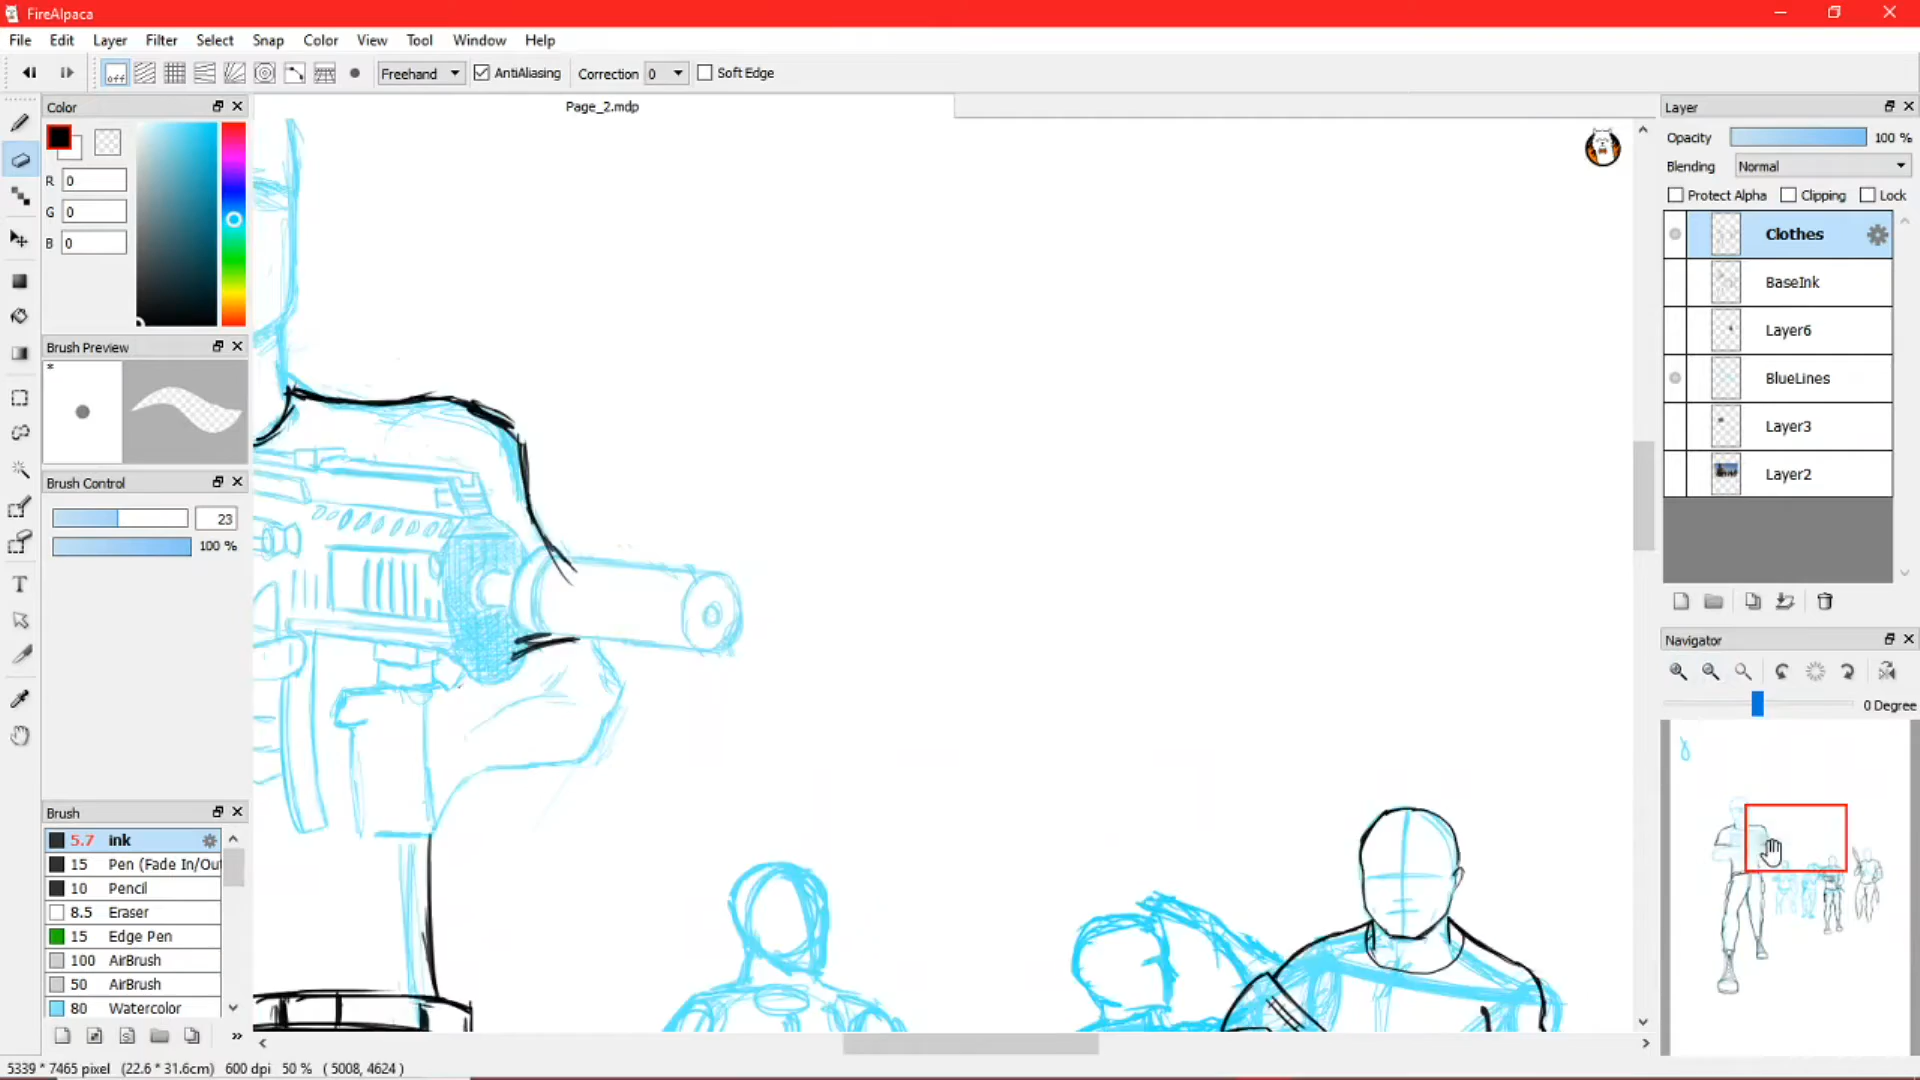 FireAlpaca
File Edit Layer Filter Select Snap Color View Tool Window Help
off Freehand AntiAliasing Correction 0 Soft Edge
Color
Page_2.mdp
Layer
Opacity 100 %
Blending Normal
Protect Alpha Clipping Lock
R 0
G 0
B 0
Clothes
BaseInk
Layer6
BlueLines
Layer3
Layer2
Brush Preview
*
Brush Control
23
100 %
Navigator
0 Degree
Brush
5.7 ink
15 Pen (Fade In/Ou
10 Pencil
8.5 Eraser
15 Edge Pen
100 AirBrush
50 AirBrush
80 Watercolor
5339 * 7465 pixel (22.6 * 31.6cm) 600 dpi 50 % ( 5008, 4624 )